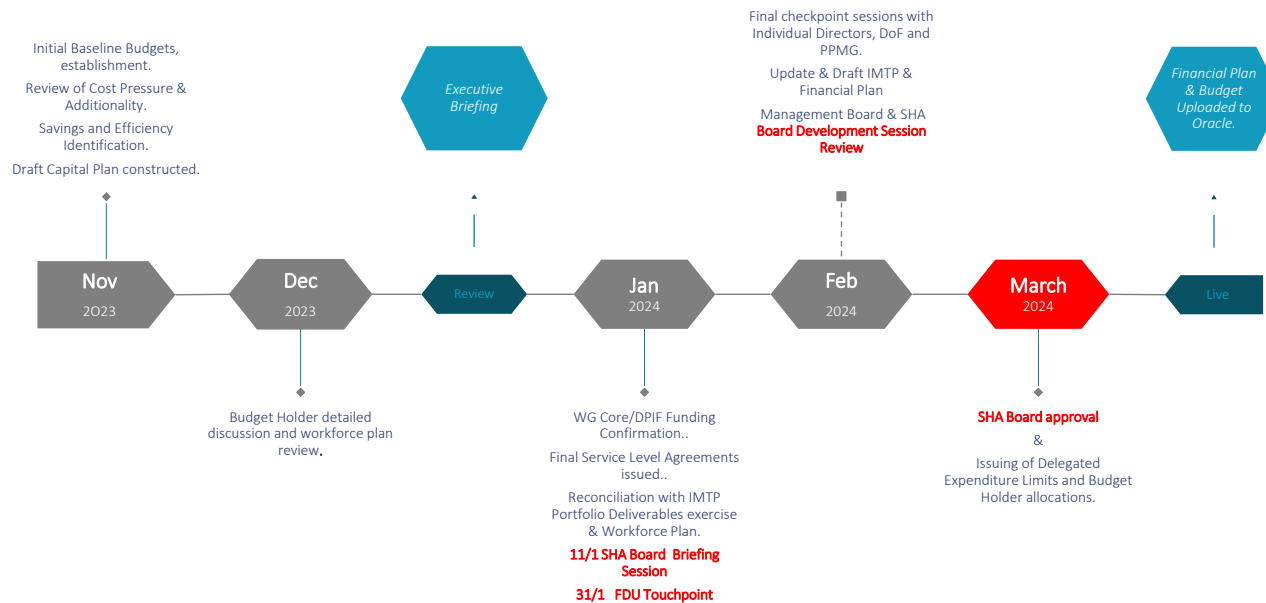 Initial Baseline Budgets,
establishment.
Review of Cost Pressure &
Additionality.
Savings and Efficiency
Identification.
Draft Capital Plan constructed.
Executive
Briefing
Final checkpoint sessions with
Individual Directors, DoF and
PPMG.
Update & Draft IMTP &
Financial Plan
Management Board & SHA
Board Development Session
Review
Financial Plan
& Budget
Uploaded to
Oracle.
Nov
2O23
Dec
2023
Review
Jan
2024
Feb
2024
March
2024
Live
Budget Holder detailed
discussion and workforce plan
review.
WG Core/DPIF Funding
Confirmation..
Final Service Level Agreements
issued..
Reconciliation with IMTP
Portfolio Deliverables exercise
& Workforce Plan.
11/1 SHA Board Briefing
Session
31/1 FDU Touchpoint
SHA Board approval
&
Issuing of Delegated
Expenditure Limits and Budget
Holder allocations.